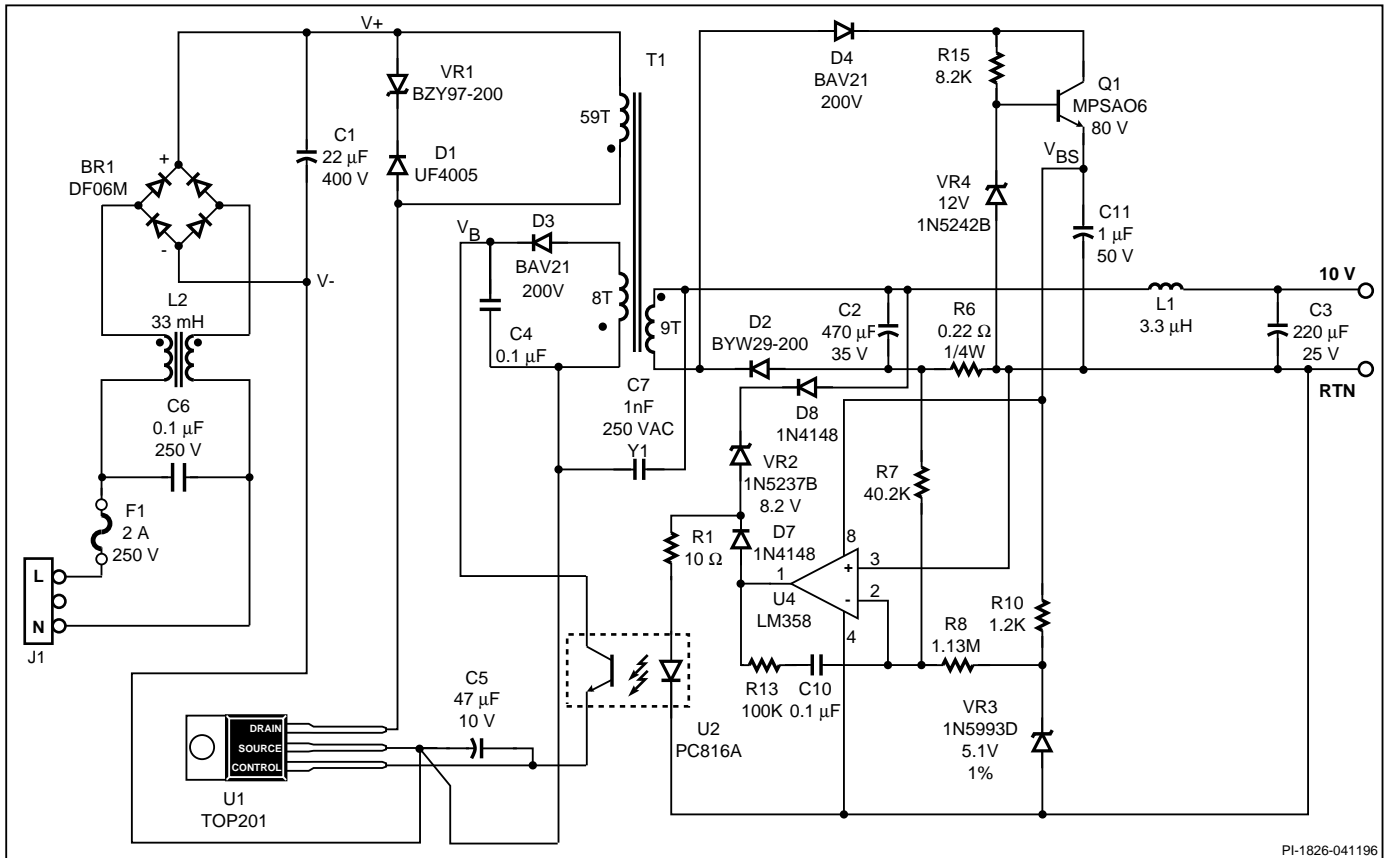 V+
D4
BAV21
200V
R15
8.2K
T1
VR1
BZY97-200
Q1
MPSAO6
80 V
59T
C1
22 µF
400 V
BR1
DF06M
+
-
D1
UF4005
VBS
VR4
12V
1N5242B
C11
1 µF
50 V
VB
D3
BAV21
200V
V-
8T
10 V
L2
33 mH
C4
0.1 µF
9T
D2
BYW29-200
C2
470 µF
35 V
R6
0.22 Ω
1/4W
L1
3.3 µH
C3
220 µF
25 V
RTN
C7
1nF
250 VAC
Y1
D8
1N4148
C6
0.1 µF
250 V
VR2
1N5237B
8.2 V
R7
40.2K
F1
2 A
250 V
R1
10 Ω
D7
1N4148
8
3
+
1
2
-
U4
LM358
4
L
N
J1
R10
1.2K
R8
1.13M
C5
47 µF
10 V
R13
100K
C10
0.1 µF
U2
PC816A
VR3
1N5993D
5.1V
1%
DRAIN
SOURCE
CONTROL
U1
TOP201
PI-1826-041196